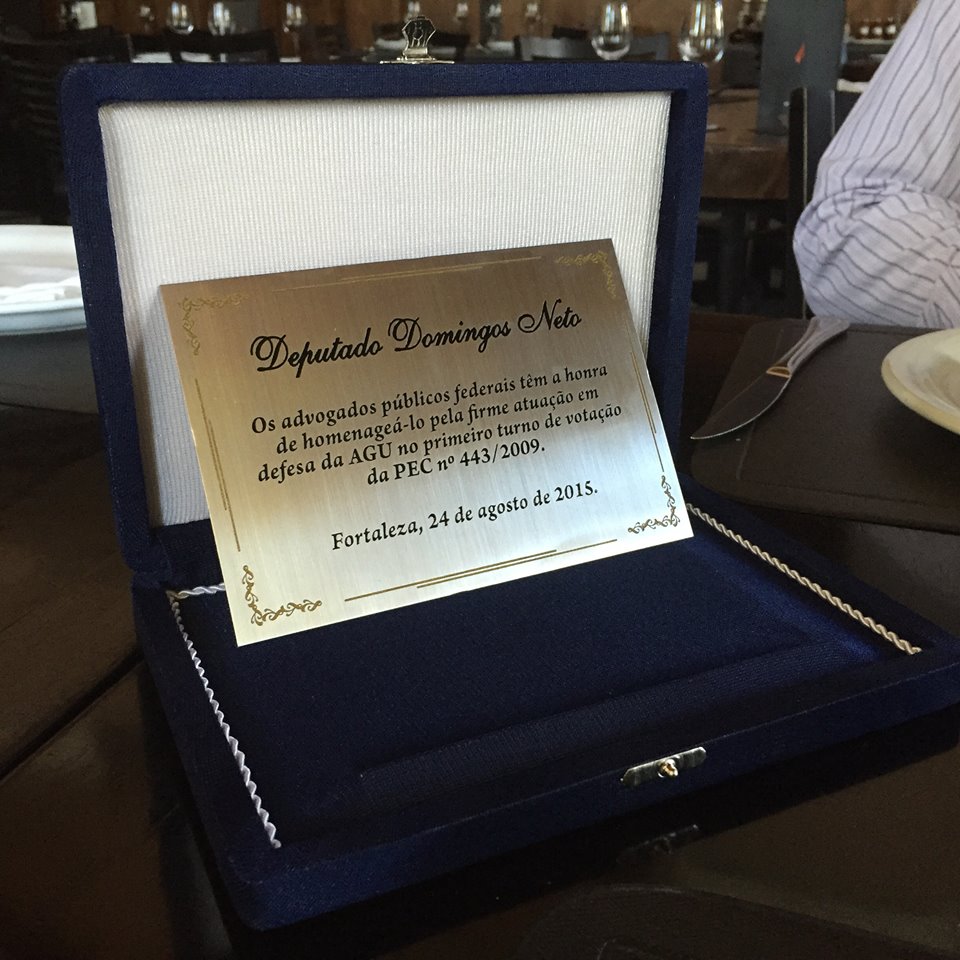 Deputado Domingos Neto
Os advogados públicos federais têm a honra
de homenageá-lo pela firme atuação em
defesa da AGU no primeiro turno de votação
da PEC nº 443/2009.
Fortaleza, 24 de agosto de 2015.